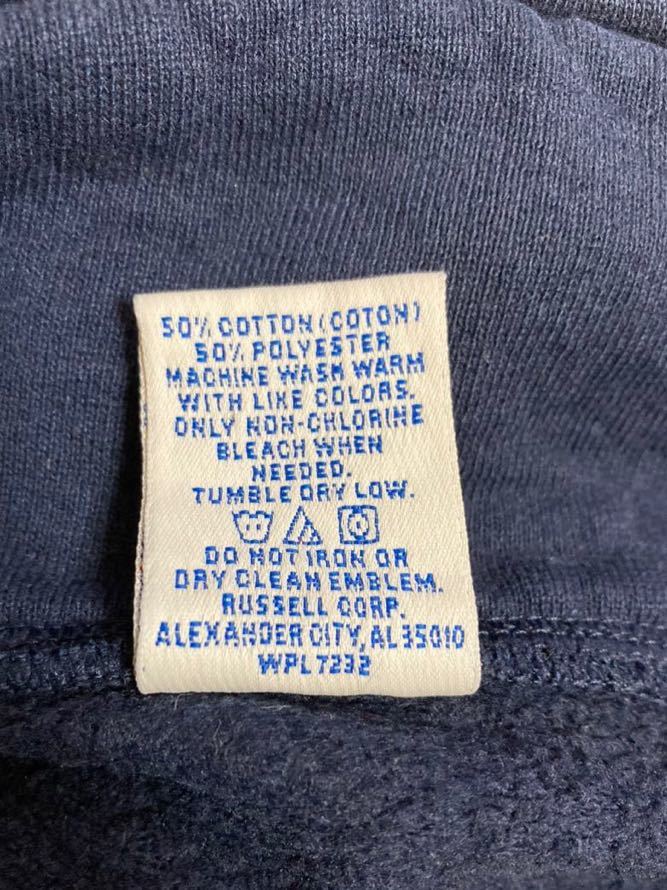 50% COTTON (COTON)
50% POLYESTER
MACHINE WASH WARM
WITH LIKE COLORS.
ONLY NON-CHLORINE
BLEACH WHEN
NEEDED.
TUMBLE DRY LOW.
DO NOT IRON OR
DRY CLEAN EMBLEM.
RUSSELL CORP.
ALEXANDER CITY, AL 35010
WPL 7232